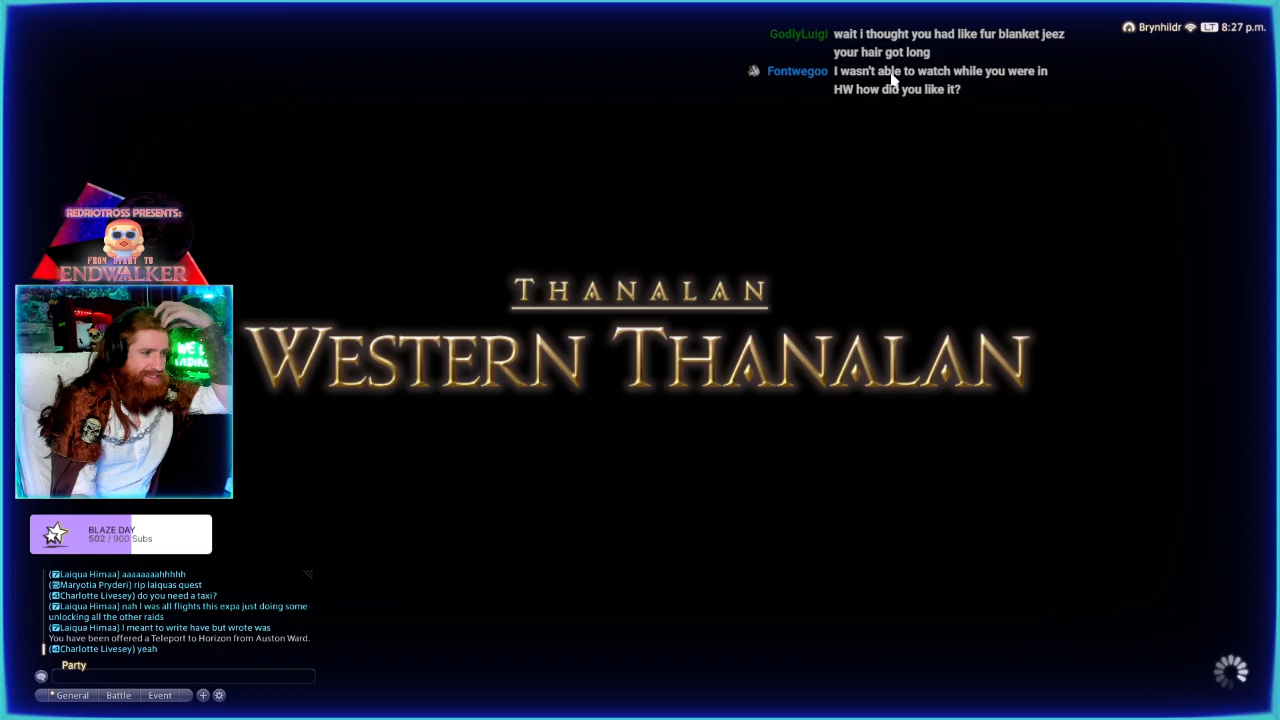 GodlyLuigi wait i thought you had like fur blanket jeez
your hair got long
Fontwegoo I wasn't able to watch while you were in
HW how did you like it?
Brynhildr LT 8:27 p.m.
REDRIOTROSS PRESENTS:
FROM START TO
ENDWALKER
THANALAN
WESTERN THANALAN
BLAZE DAY
502 / 900 Subs
(Laiqua Himaa) aaaaaaaahhhhh
(Maryotia Pryderi) rip laiquas quest
(Charlotte Livesey) do you need a taxi?
(Laiqua Himaa) nah I was all flights this expa just doing some
unlocking all the other raids
(Laiqua Himaa) I meant to write have but wrote was
You have been offered a Teleport to Horizon from Auston Ward.
(Charlotte Livesey) yeah
Party
General Battle Event